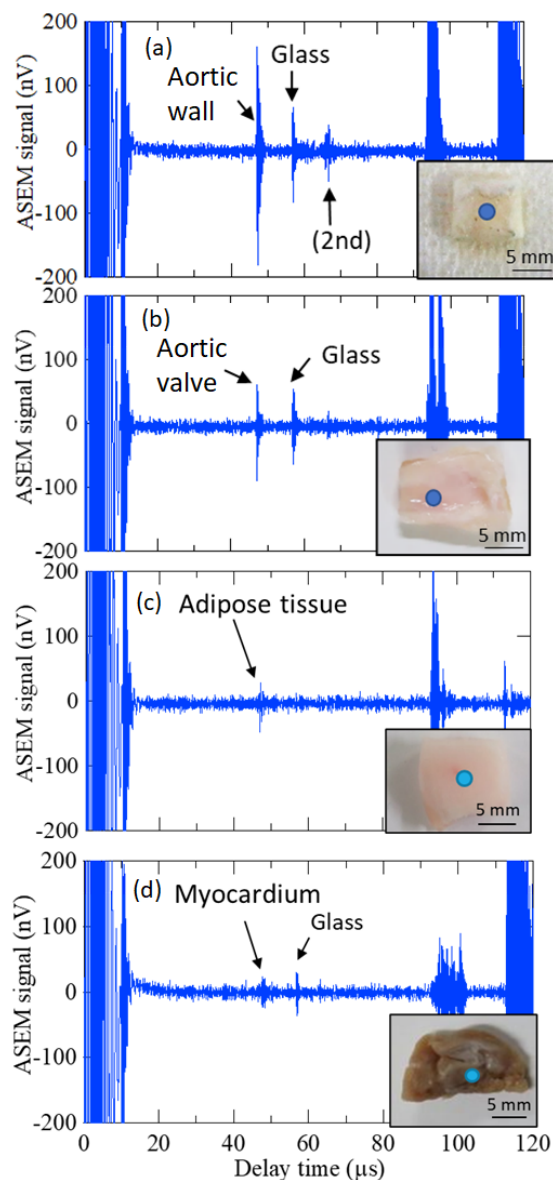 200
(a)
Glass
Aortic
wall
100
0
(2nd)
A-100
-200
ASEM signal (nV)
5 mm
200
(b)
Aortic
valve
Glass
100
0
A-100
-200
ASEM signal (nV)
5 mm
200
(c)
Adipose tissue
100
0
-100
-200
ASEM signal (nV)
5 mm
200
(d)
Myocardium
Glass
100
0
-100
-200
ASEM signal (nV)
5 mm
0 20 40 60 80 100 120
Delay time (µs)